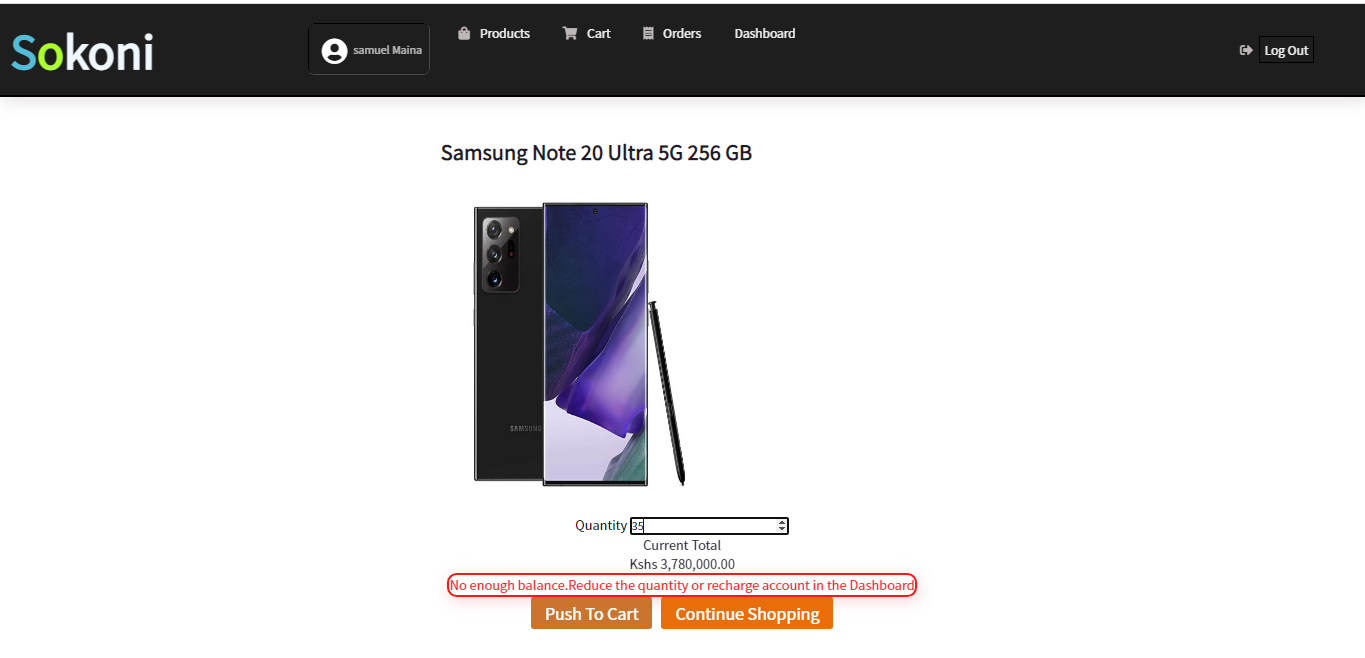 Sokoni
samuel Maina
Products
Cart
Orders
Dashboard
Log Out
Samsung Note 20 Ultra 5G 256 GB
SAMSUNG
Quantity 35
Current Total
Kshs 3,780,000.00
No enough balance.Reduce the quantity or recharge account in the Dashboard
Push To Cart
Continue Shopping